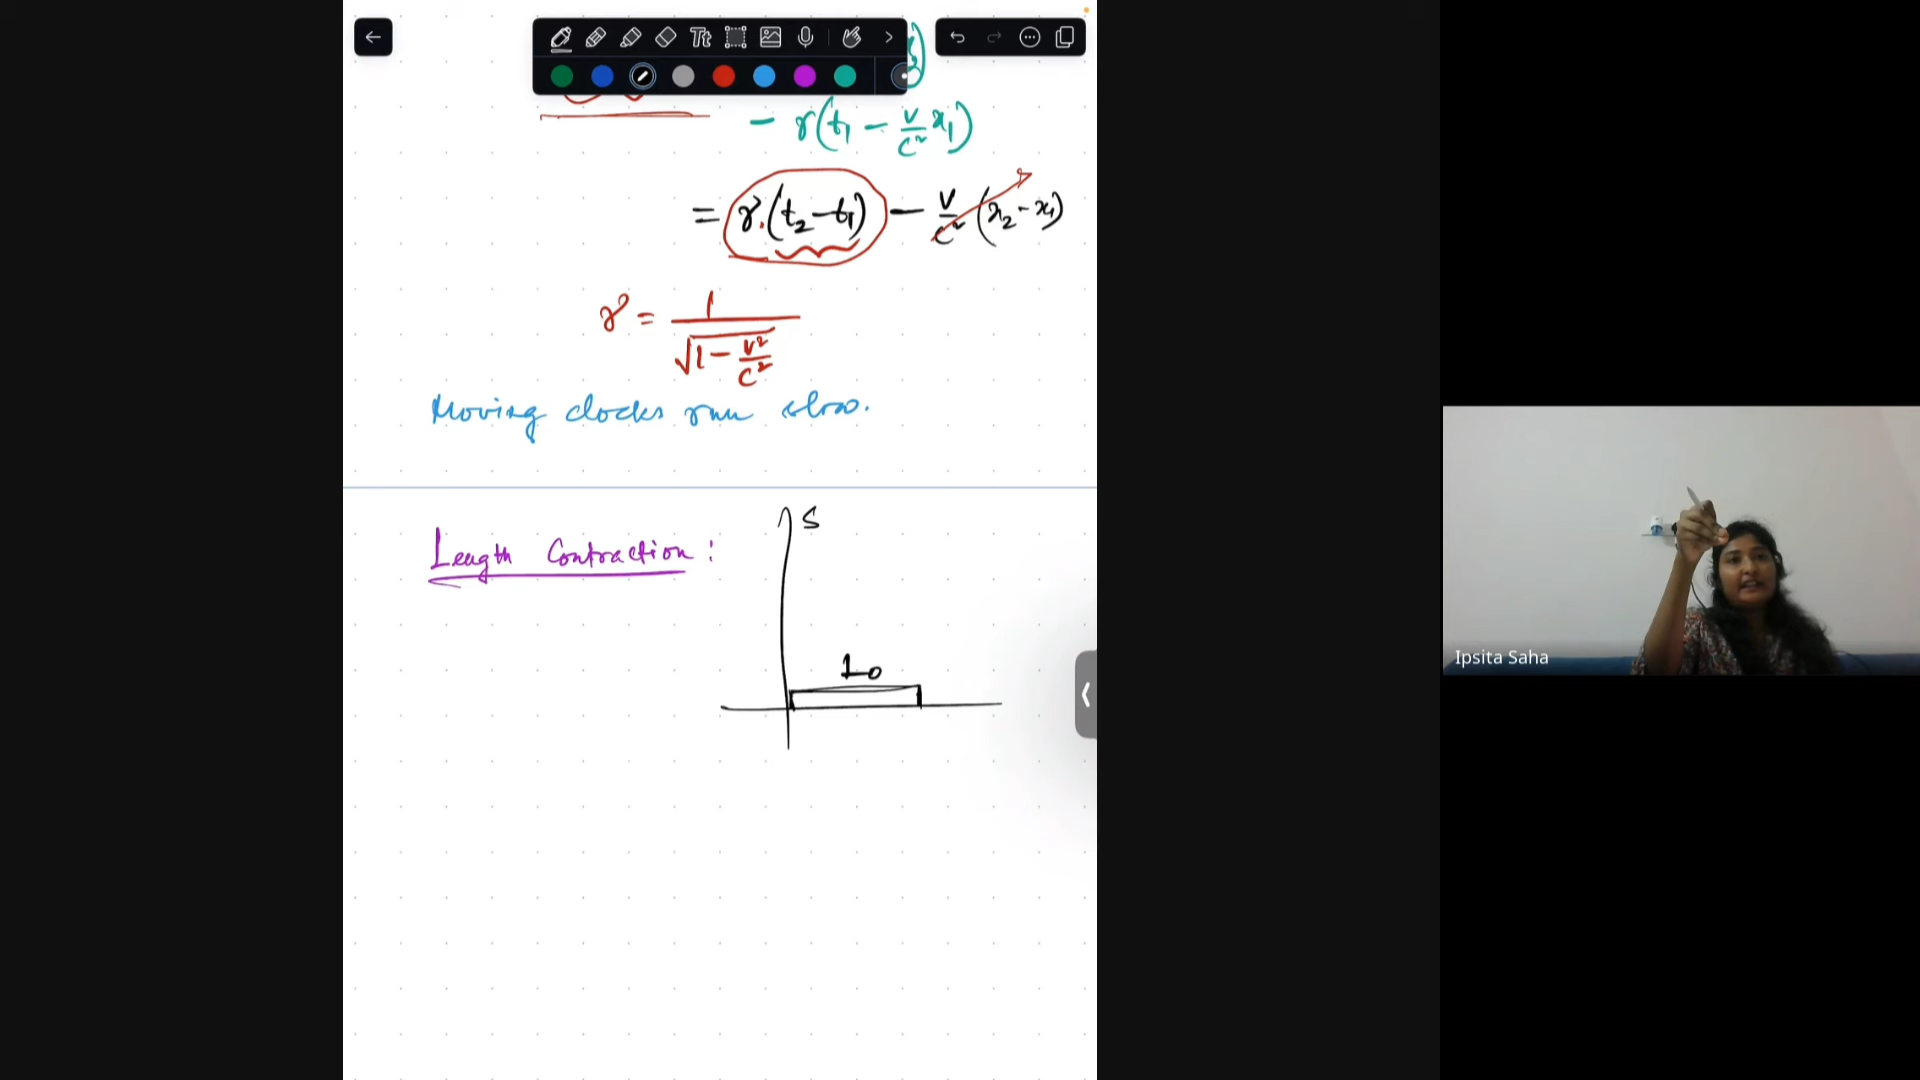 Tt
- γ(t₁ - v/c² x₁)
= γ.(t₂ - t₁) - v/c² (x₂ - x₁)
γ = 1/√(1 - v²/c²)
Moving clocks run slow.
Length Contraction :
S
L₀
Ipsita Saha